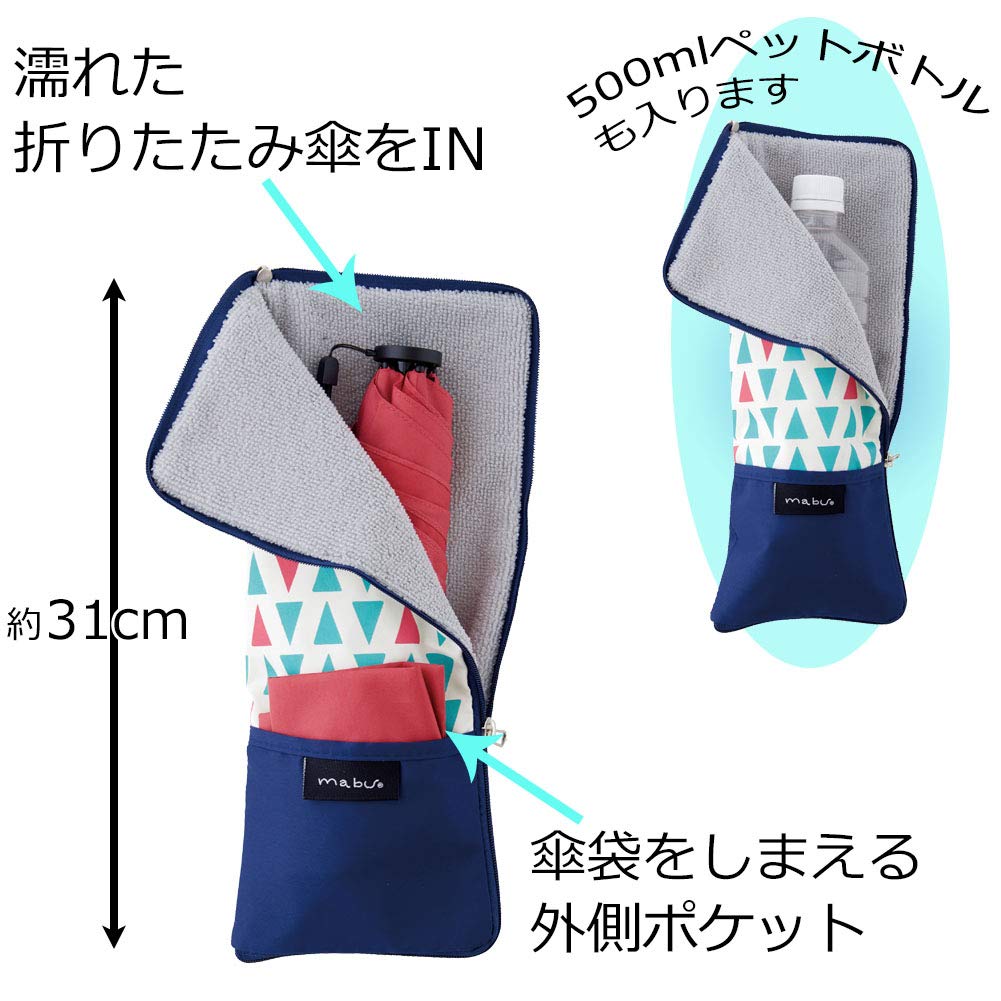 濡れた
折りたたみ傘をIN
500mlペットボトル
も入ります
約31cm
mabu®
mabu®
傘袋をしまえる
外側ポケット